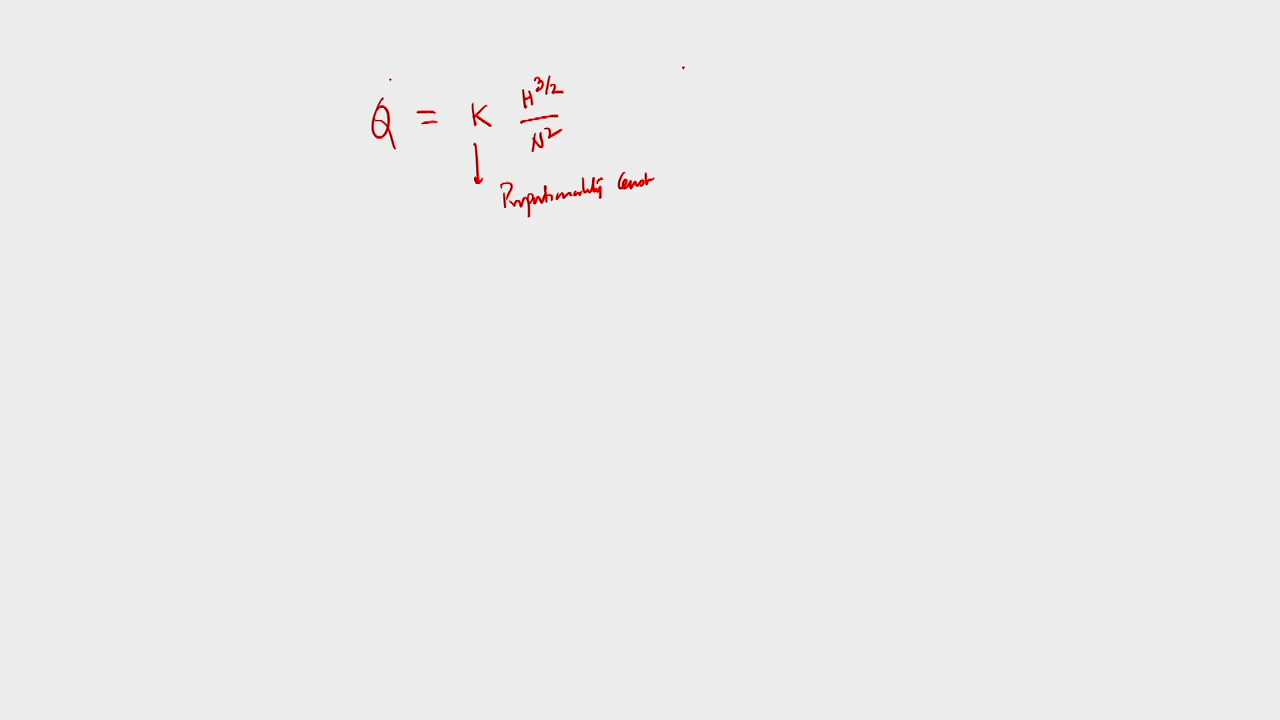 Q = K H^3/2 / N^2
Proportionality Const